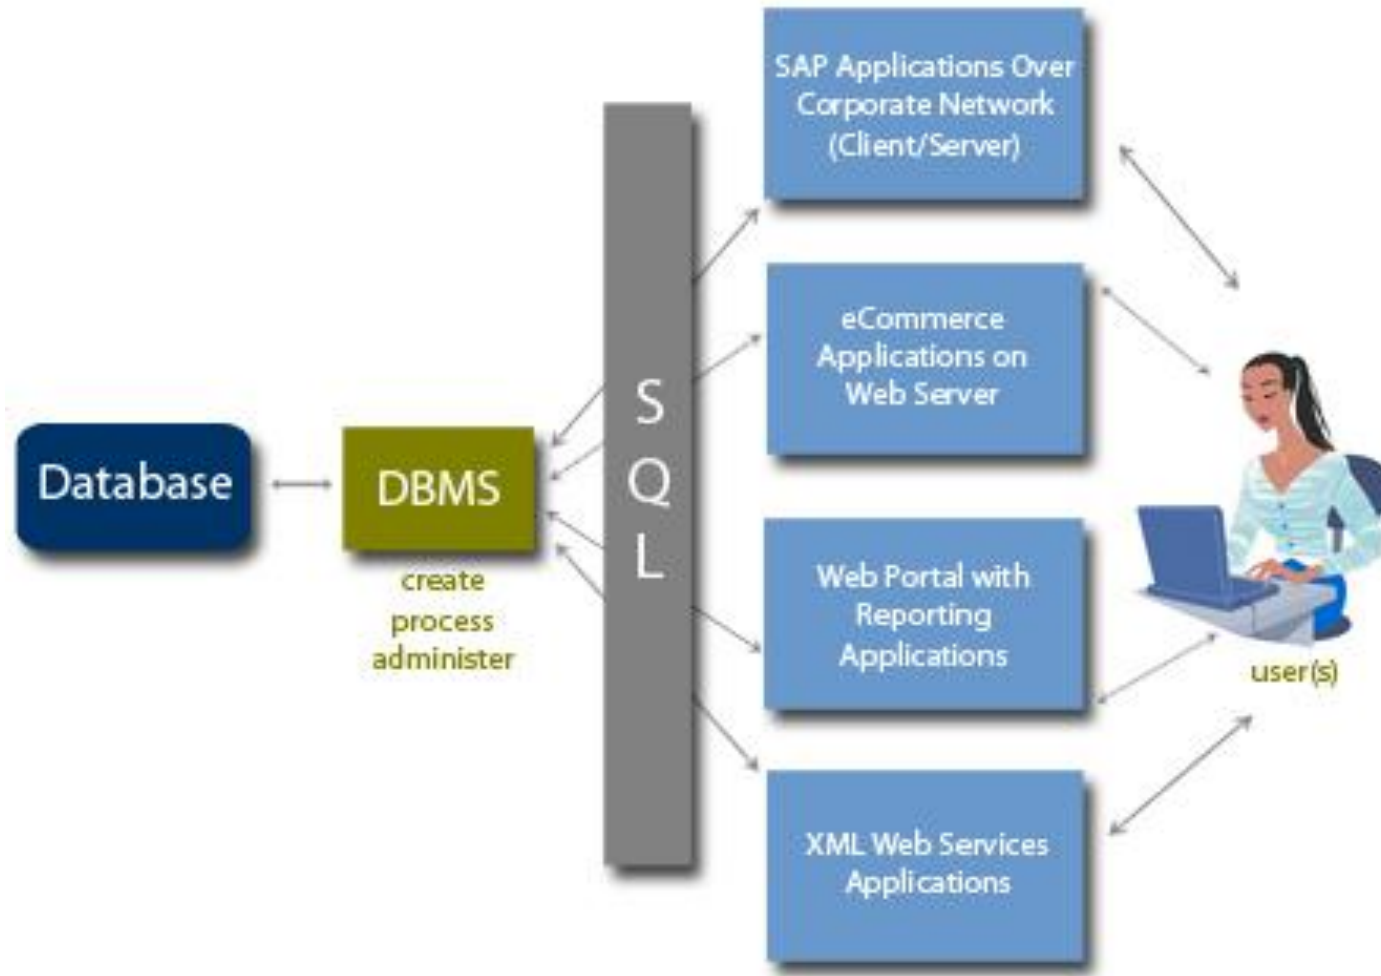 Database
DBMS
create
process
administer
S
Q
L
SAP Applications Over
Corporate Network
(Client/Server)
eCommerce
Applications on
Web Server
Web Portal with
Reporting
Applications
XML Web Services
Applications
user(s)